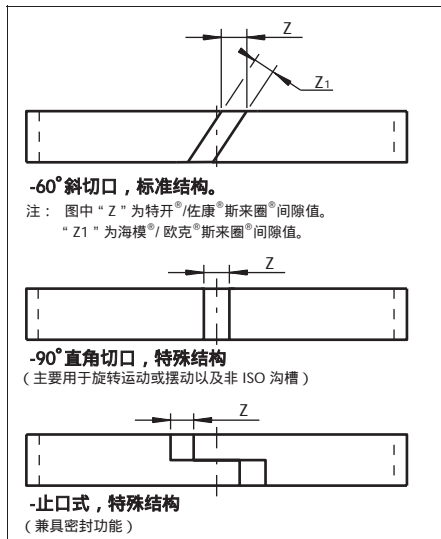 Z
Z1
-60°斜切口，标准结构。
注： 图中“Z”为特开®/佐康®斯来圈®间隙值。
“Z1”为海模®/ 欧克®斯来圈®间隙值。
Z
-90°直角切口，特殊结构
（主要用于旋转运动或摆动以及非 ISO 沟槽）
Z
-止口式，特殊结构
（兼具密封功能）